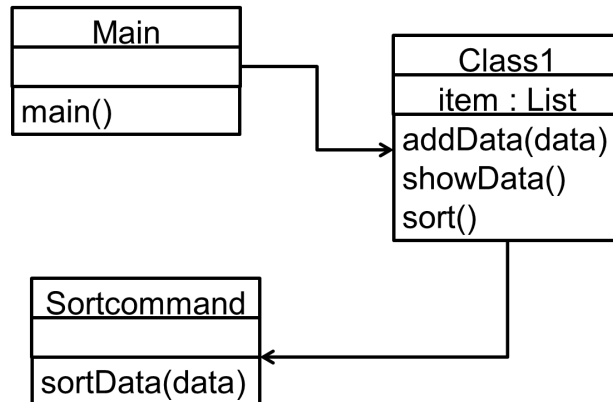 Main
main()
Class1
item : List
addData(data)
showData()
sort()
Sortcommand
sortData(data)